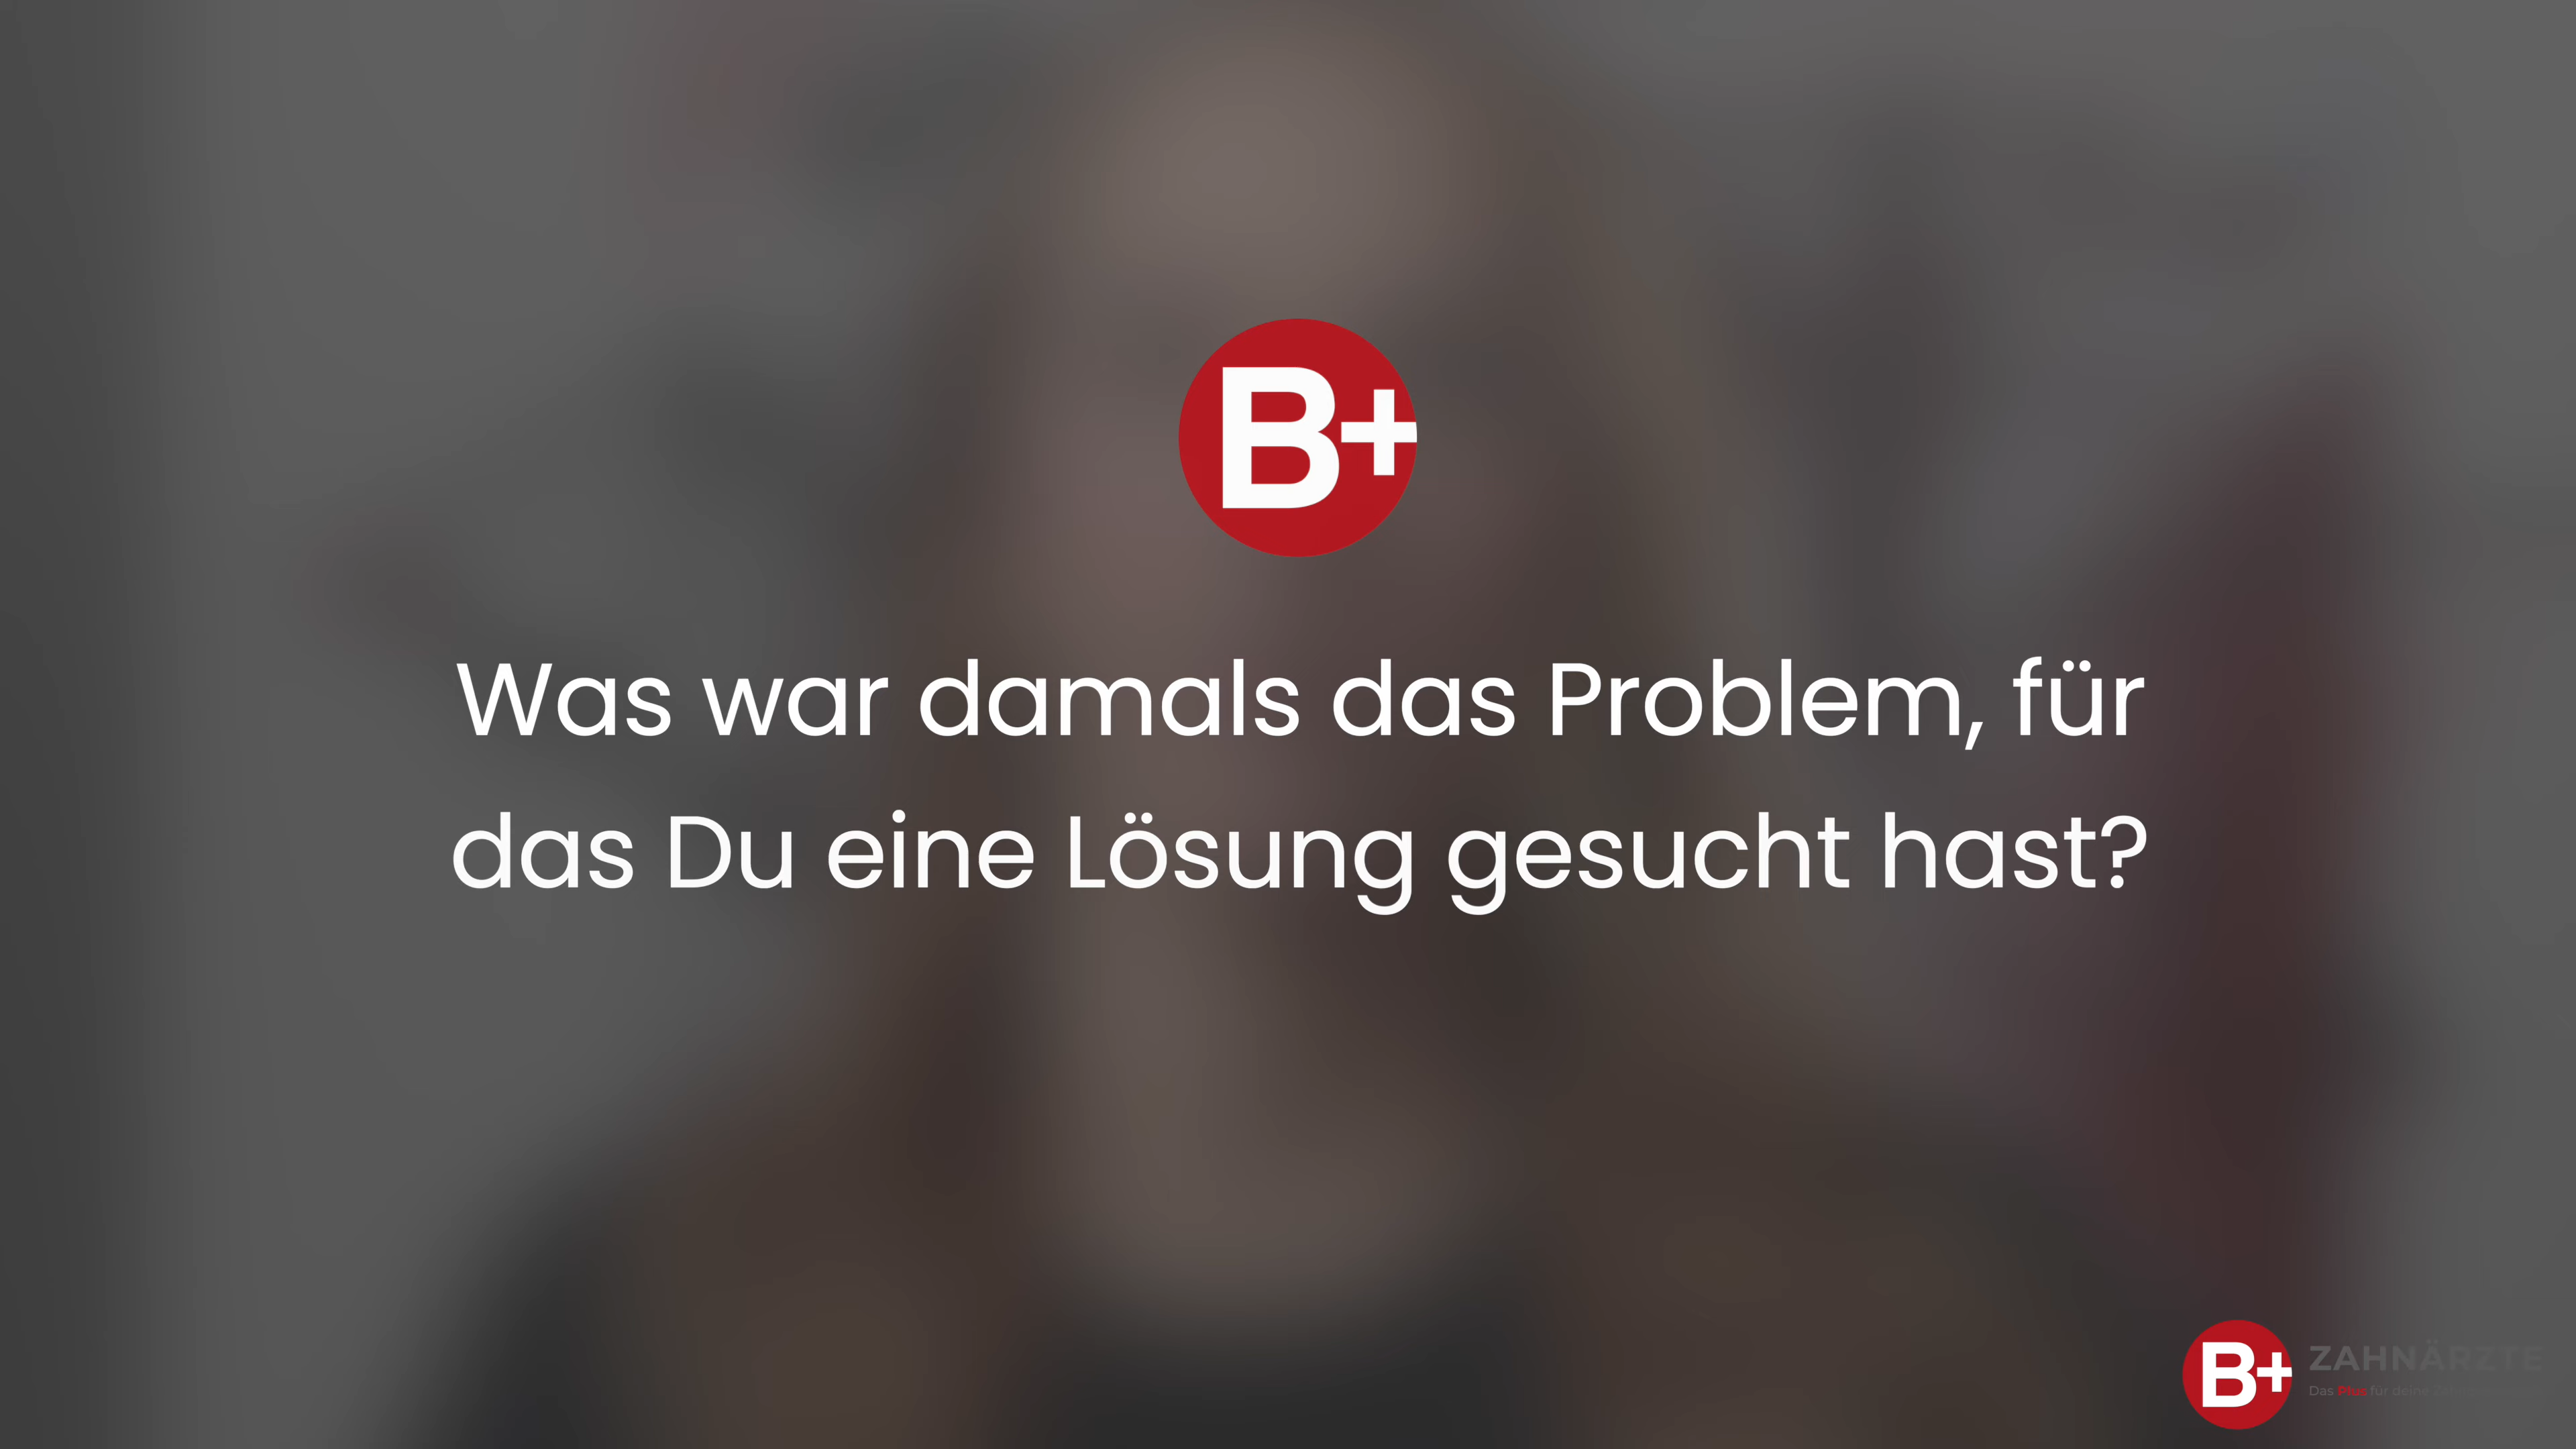 B+
Was war damals das Problem, für
das Du eine Lösung gesucht hast?
B+ ZAHNÄRZTE
Das Plus für deine